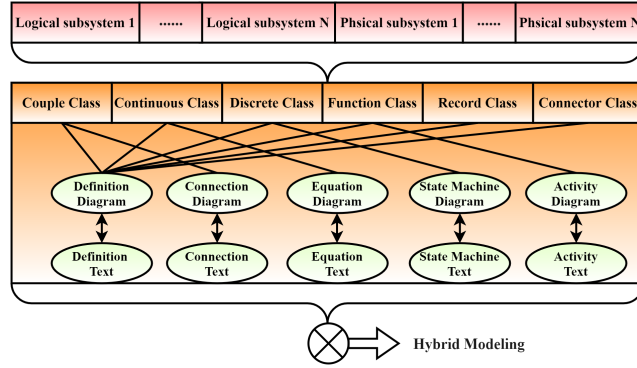 Logical subsystem 1 ...... Logical subsystem N Phsical subsystem 1 ...... Phsical subsystem N
Couple Class Continuous Class Discrete Class Function Class Record Class Connector Class
Definition Connection Equation State Machine Activity
Diagram Diagram Diagram Diagram Diagram
Definition Connection Equation State Machine Activity
Text Text Text Text Text
Hybrid Modeling